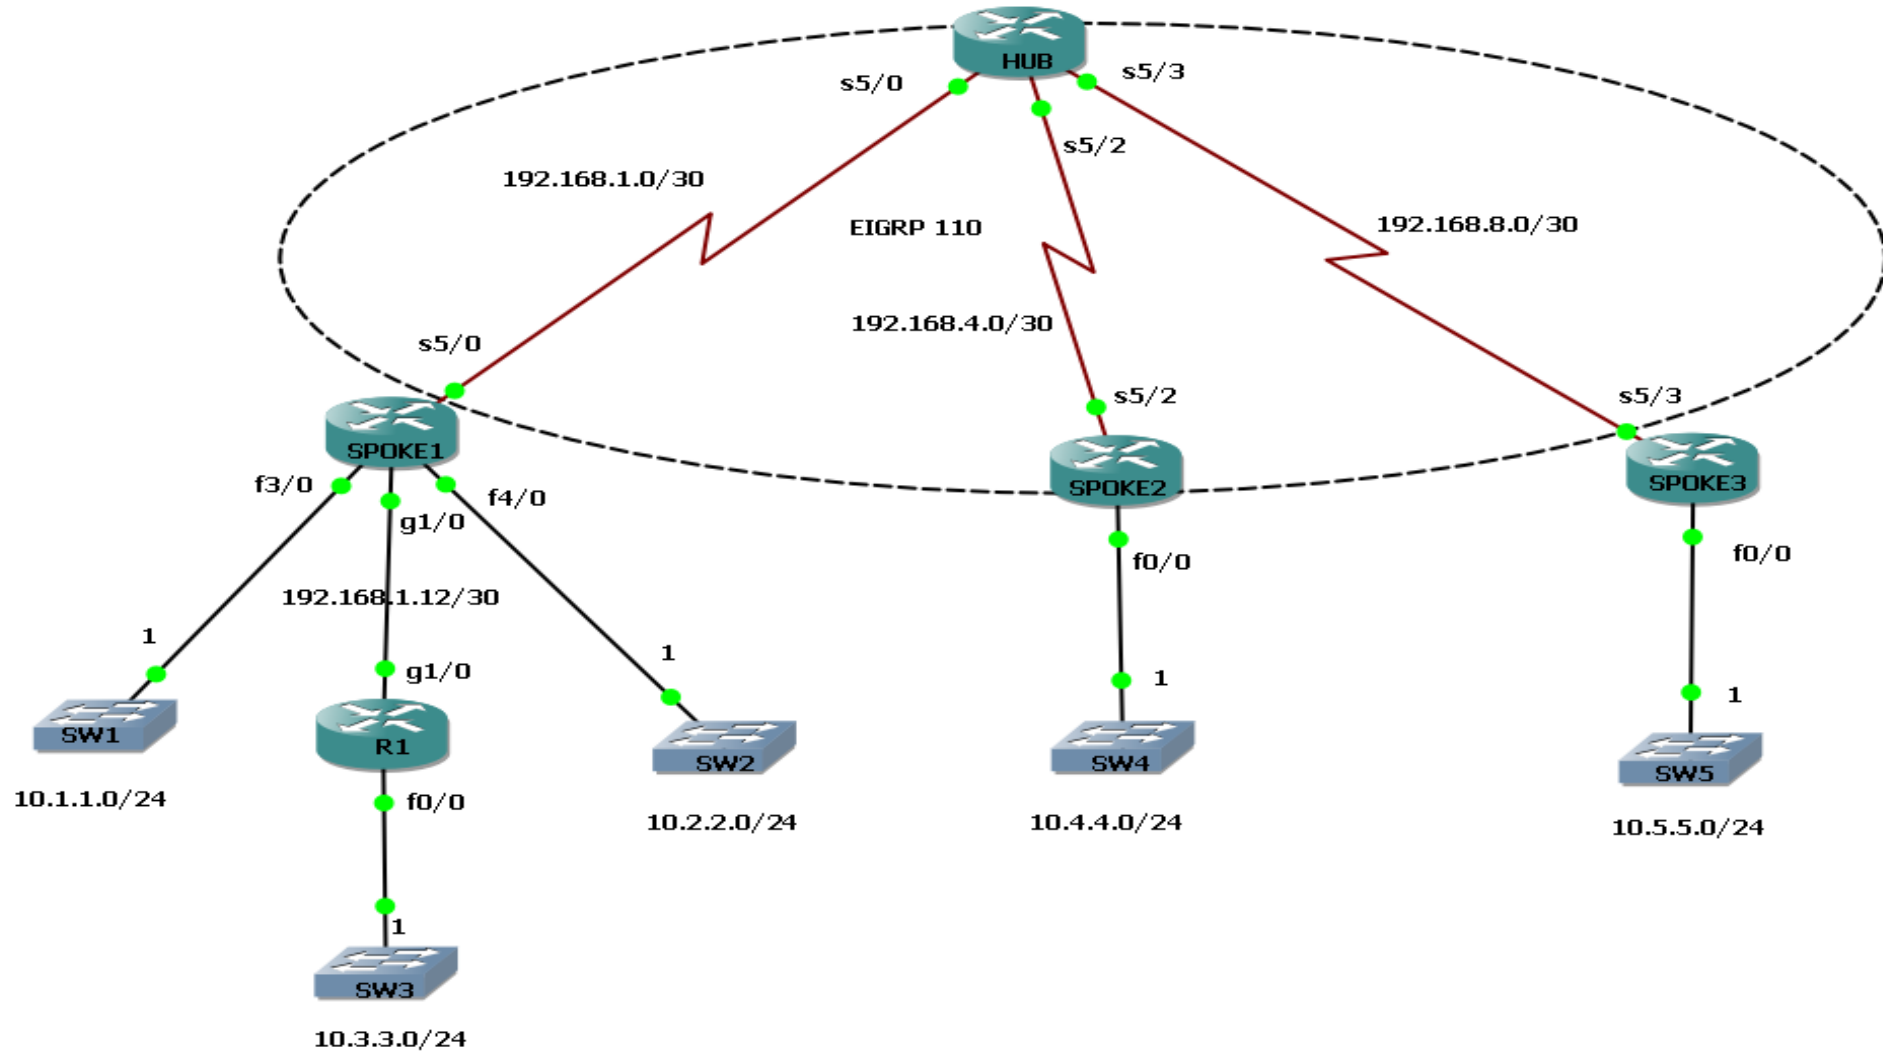 HUB
s5/0
s5/3
s5/2
192.168.1.0/30
EIGRP 110
192.168.8.0/30
192.168.4.0/30
s5/0
s5/2
s5/3
SPOKE1
SPOKE2
SPOKE3
f3/0
f4/0
g1/0
f0/0
f0/0
192.168.1.12/30
1
1
g1/0
1
1
SW1
R1
SW2
SW4
SW5
10.1.1.0/24
f0/0
10.2.2.0/24
10.4.4.0/24
10.5.5.0/24
1
SW3
10.3.3.0/24